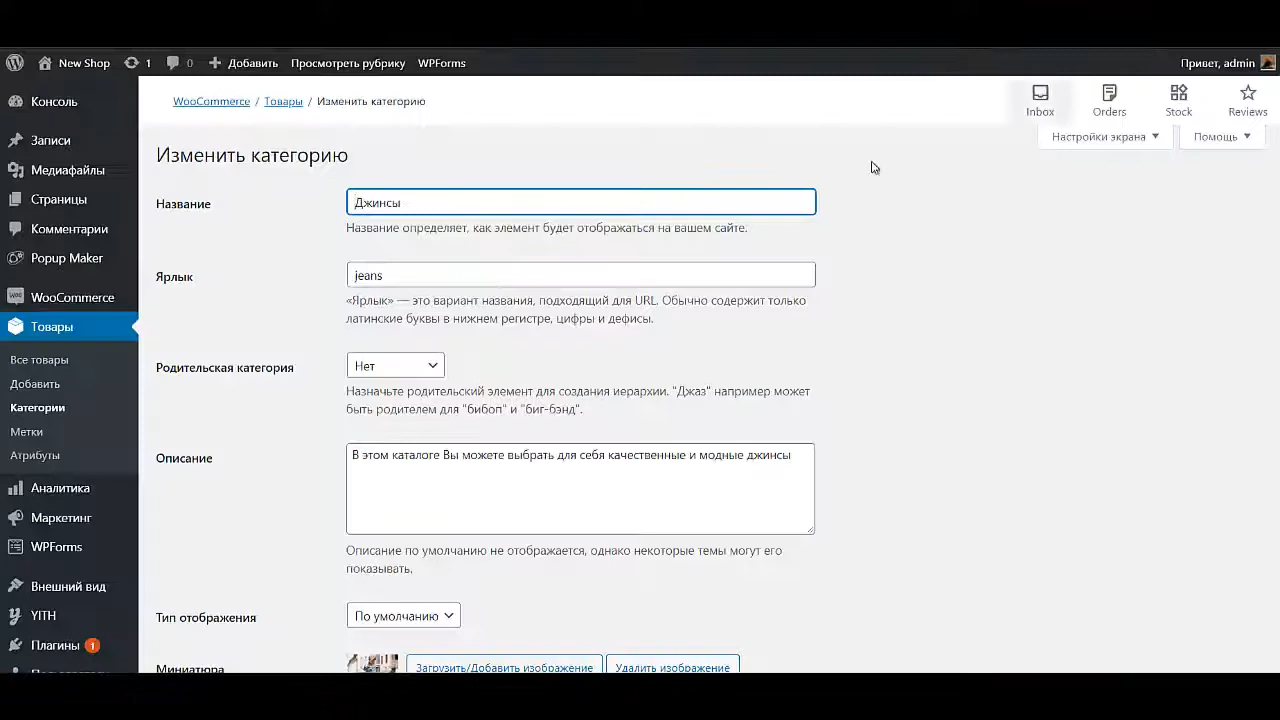 New Shop 1 0 Добавить Просмотреть рубрику WPForms Привет, admin
Консоль
Записи
Медиафайлы
Страницы
Комментарии
Popup Maker
WooCommerce
Товары
Все товары
Добавить
Категории
Метки
Атрибуты
Аналитика
Маркетинг
WPForms
Внешний вид
YITH
Плагины 1
WooCommerce / Товары / Изменить категорию
Inbox Orders Stock Reviews
Настройки экрана Помощь
Изменить категорию
Название
Джинсы
Название определяет, как элемент будет отображаться на вашем сайте.
Ярлык
jeans
«Ярлык» — это вариант названия, подходящий для URL. Обычно содержит только
латинские буквы в нижнем регистре, цифры и дефисы.
Родительская категория
Нет
Назначьте родительский элемент для создания иерархии. "Джаз" например может
быть родителем для "бибоп" и "биг-бэнд".
Описание
В этом каталоге Вы можете выбрать для себя качественные и модные джинсы
Описание по умолчанию не отображается, однако некоторые темы могут его
показывать.
Тип отображения
По умолчанию
Миниатюра
Загрузить/Добавить изображение Удалить изображение